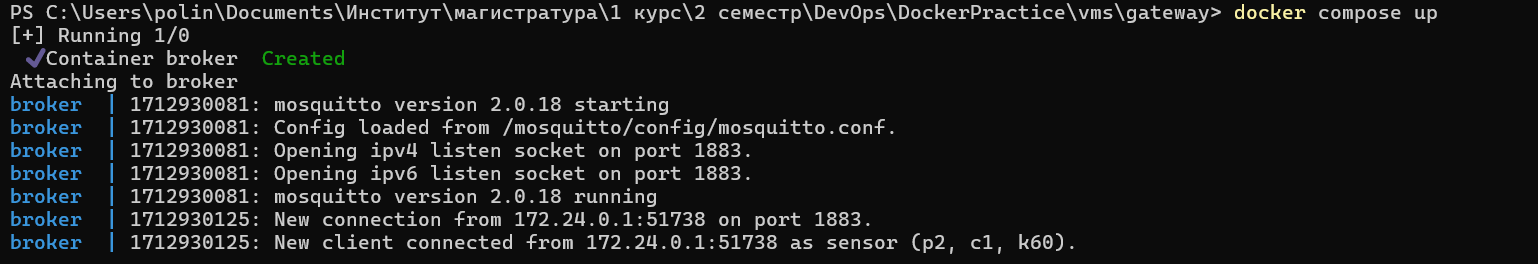 PS C:\Users\polin\Documents\Институт\магистратура\1 курс\2 семестр\DevOps\DockerPractice\vms\gateway> docker compose up
[+] Running 1/0
✔Container broker  Created
Attaching to broker
broker  | 1712930081: mosquitto version 2.0.18 starting
broker  | 1712930081: Config loaded from /mosquitto/config/mosquitto.conf.
broker  | 1712930081: Opening ipv4 listen socket on port 1883.
broker  | 1712930081: Opening ipv6 listen socket on port 1883.
broker  | 1712930081: mosquitto version 2.0.18 running
broker  | 1712930125: New connection from 172.24.0.1:51738 on port 1883.
broker  | 1712930125: New client connected from 172.24.0.1:51738 as sensor (p2, c1, k60).